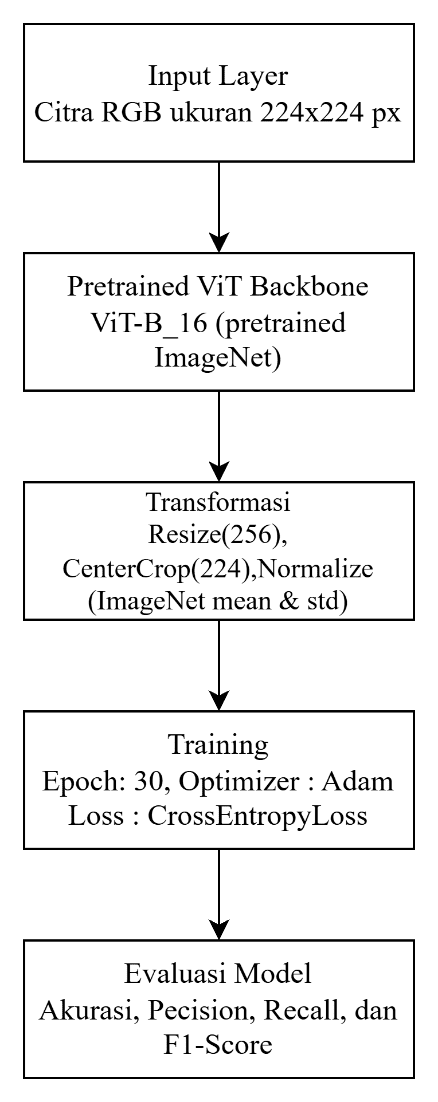 Input Layer
Citra RGB ukuran 224x224 px
Pretrained ViT Backbone
ViT-B_16 (pretrained
ImageNet)
Transformasi
Resize(256),
CenterCrop(224),Normalize
(ImageNet mean & std)
Training
Epoch: 30, Optimizer : Adam
Loss : CrossEntropyLoss
Evaluasi Model
Akurasi, Pecision, Recall, dan
F1-Score